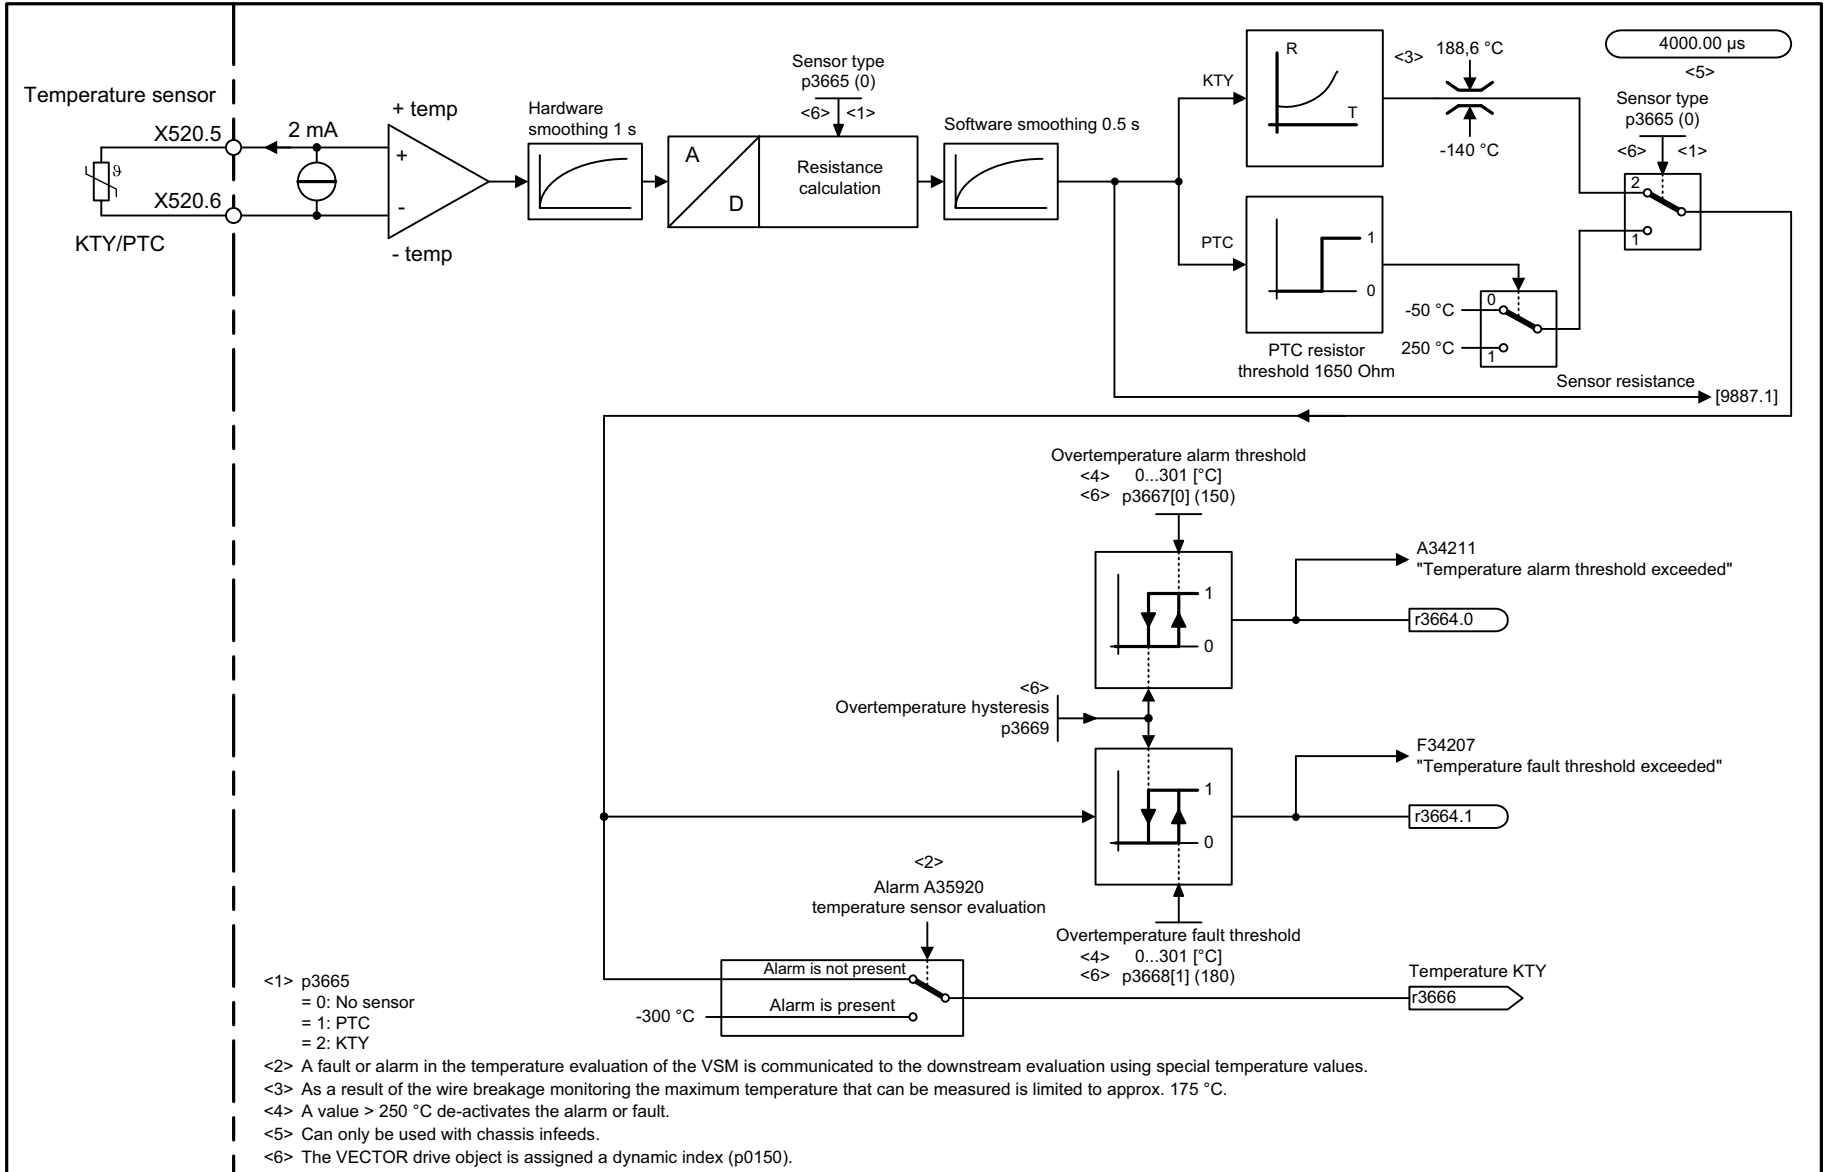 4000.00 µs
<5>
Sensor type
p3665 (0)
<6> <1>
2
1
Temperature sensor
X520.5
X520.6
ϑ
KTY/PTC
2 mA
+ temp
+
-
- temp
Hardware
smoothing 1 s
Sensor type
p3665 (0)
<6> <1>
A
D
Resistance
calculation
Software smoothing 0.5 s
KTY
R
T
<3> 188,6 °C
-140 °C
PTC
1
0
PTC resistor
threshold 1650 Ohm
-50 °C
0
250 °C
1
Sensor resistance
[9887.1]
Overtemperature alarm threshold
<4> 0...301 [°C]
<6> p3667[0] (150)
1
0
A34211
"Temperature alarm threshold exceeded"
r3664.0
<6>
Overtemperature hysteresis
p3669
1
0
F34207
"Temperature fault threshold exceeded"
r3664.1
<2>
Alarm A35920
temperature sensor evaluation
Overtemperature fault threshold
<4> 0...301 [°C]
<6> p3668[1] (180)
Alarm is not present
Alarm is present
-300 °C
Temperature KTY
r3666
<1> p3665
= 0: No sensor
= 1: PTC
= 2: KTY
<2> A fault or alarm in the temperature evaluation of the VSM is communicated to the downstream evaluation using special temperature values.
<3> As a result of the wire breakage monitoring the maximum temperature that can be measured is limited to approx. 175 °C.
<4> A value > 250 °C de-activates the alarm or fault.
<5> Can only be used with chassis infeeds.
<6> The VECTOR drive object is assigned a dynamic index (p0150).